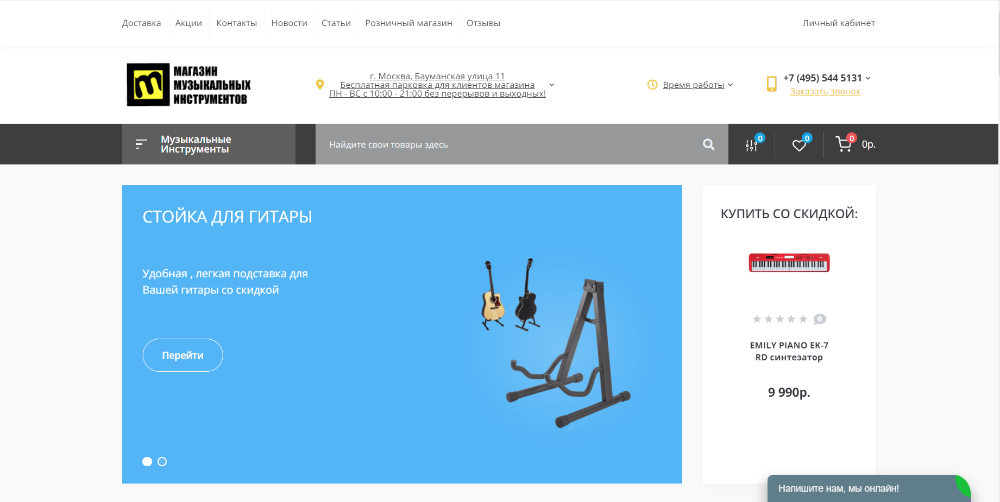 Доставка
Акции
Контакты
Новости
Статьи
Розничный магазин
Отзывы
Личный кабинет
m
МАГАЗИН
МУЗЫКАЛЬНЫХ
ИНСТРУМЕНТОВ
г. Москва, Бауманская улица 11
Бесплатная парковка для клиентов магазина
ПН - ВС с 10:00 - 21:00 без перерывов и выходных!
Время работы
+7 (495) 544 5131
Заказать звонок
Музыкальные
Инструменты
Найдите свои товары здесь
0
0
0
0р.
СТОЙКА ДЛЯ ГИТАРЫ
Удобная , легкая подставка для
Вашей гитары со скидкой
Перейти
КУПИТЬ СО СКИДКОЙ:
0
EMILY PIANO EK-7
RD синтезатор
9 990р.
Напишите нам, мы онлайн!